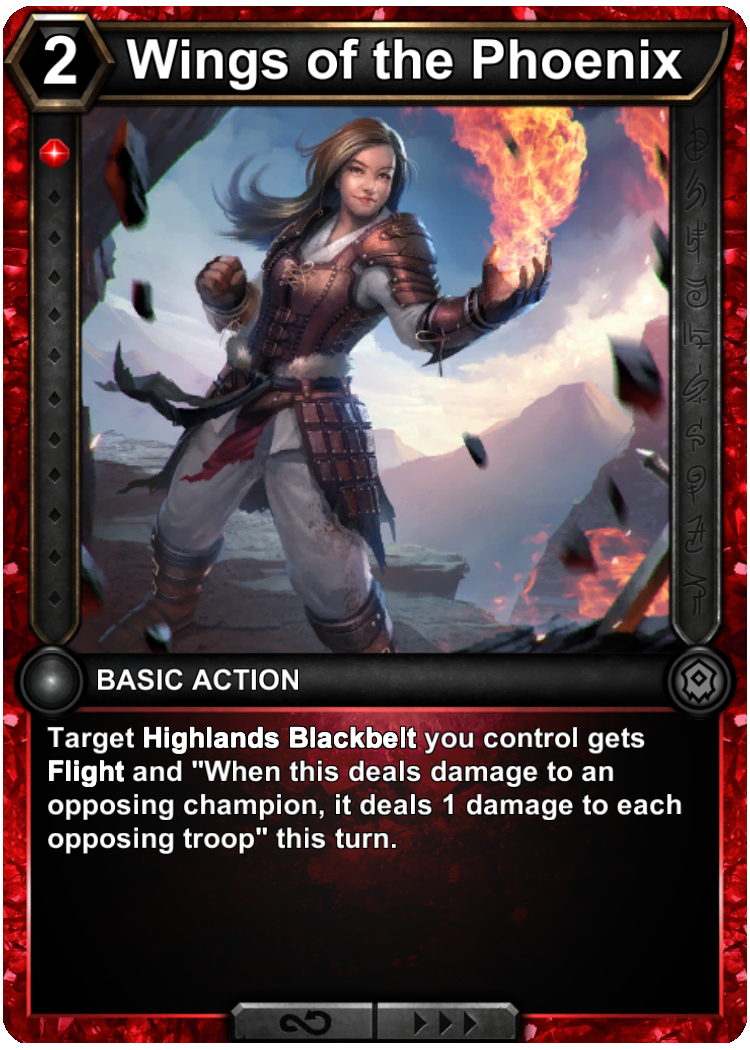 2
Wings of the Phoenix
BASIC ACTION
Target Highlands Blackbelt you control gets
Flight and "When this deals damage to an
opposing champion, it deals 1 damage to each
opposing troop" this turn.